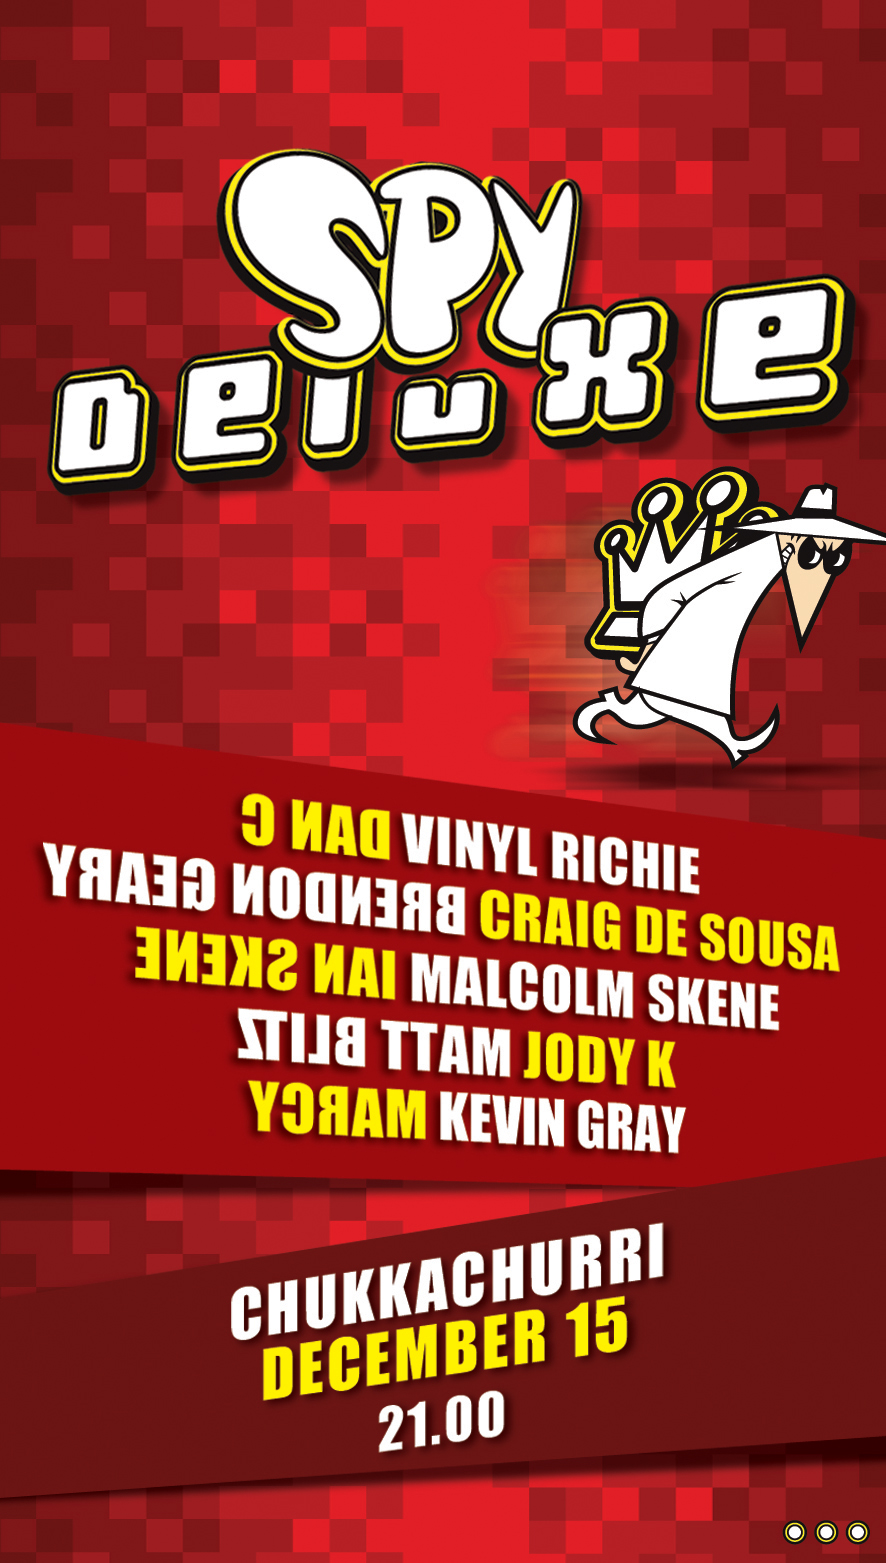 SPY
DELUXE
DAN C VINYL RICHIE
BRENDON GEARY CRAIG DE SOUSA
IAN SKENE MALCOLM SKENE
MATT BLITZ JODY K
MARCY KEVIN GRAY
CHUKKACHURRI
DECEMBER 15
21.00